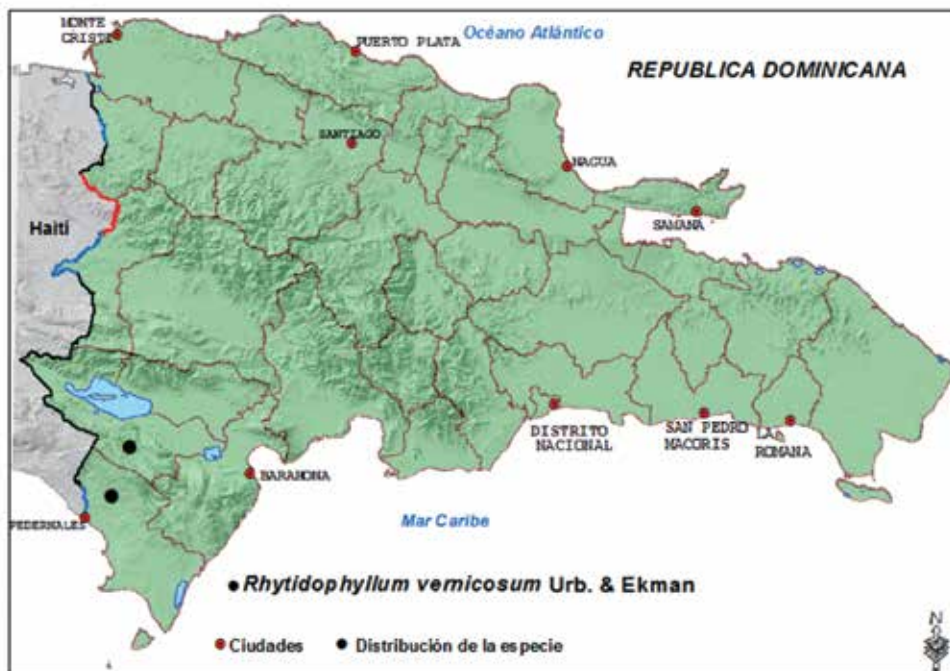 MONTE
CRISTI
PUERTO PLATA
Océano Atlántico
REPUBLICA DOMINICANA
SANTIAGO
NAGUA
Haití
SAMANA
DISTRITO
NACIONAL
SAN PEDRO
MACORIS
LA
ROMANA
BARAHONA
PEDERNALES
Mar Caribe
Rhytidophyllum vernicosum Urb. & Ekman
Ciudades
Distribución de la especie
N